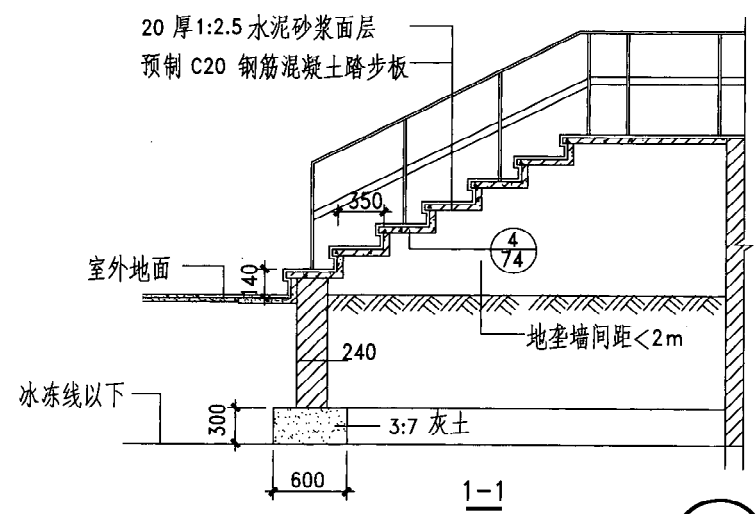 20 厚1:2.5 水泥砂浆面层
预制 C20 钢筋混凝土踏步板
350
4
74
室外地面
140
地垄墙间距<2m
240
冰冻线以下
300
3:7 灰土
600
1-1